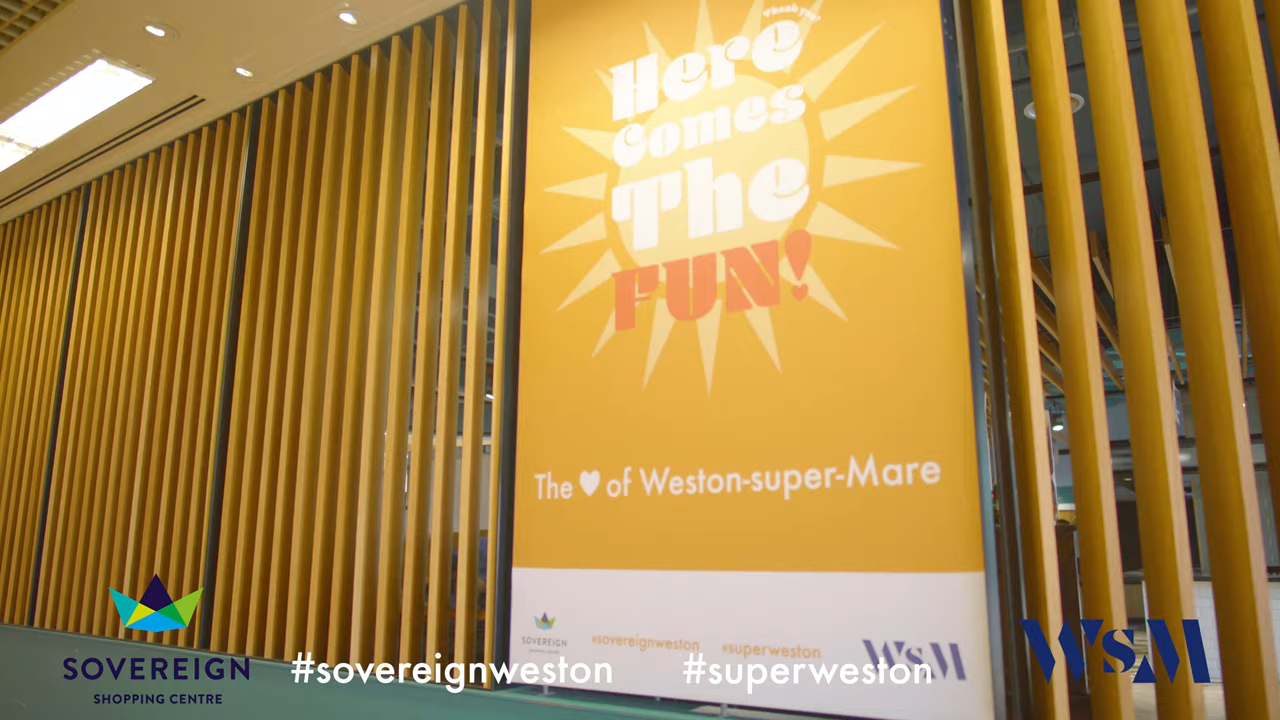 Thank you!
Here
Comes
The
FUN!
The ♥ of Weston-super-Mare
SOVEREIGN
#sovereignweston
#superweston
WSM
SOVEREIGN
SHOPPING CENTRE
#sovereignweston
#superweston
WSM